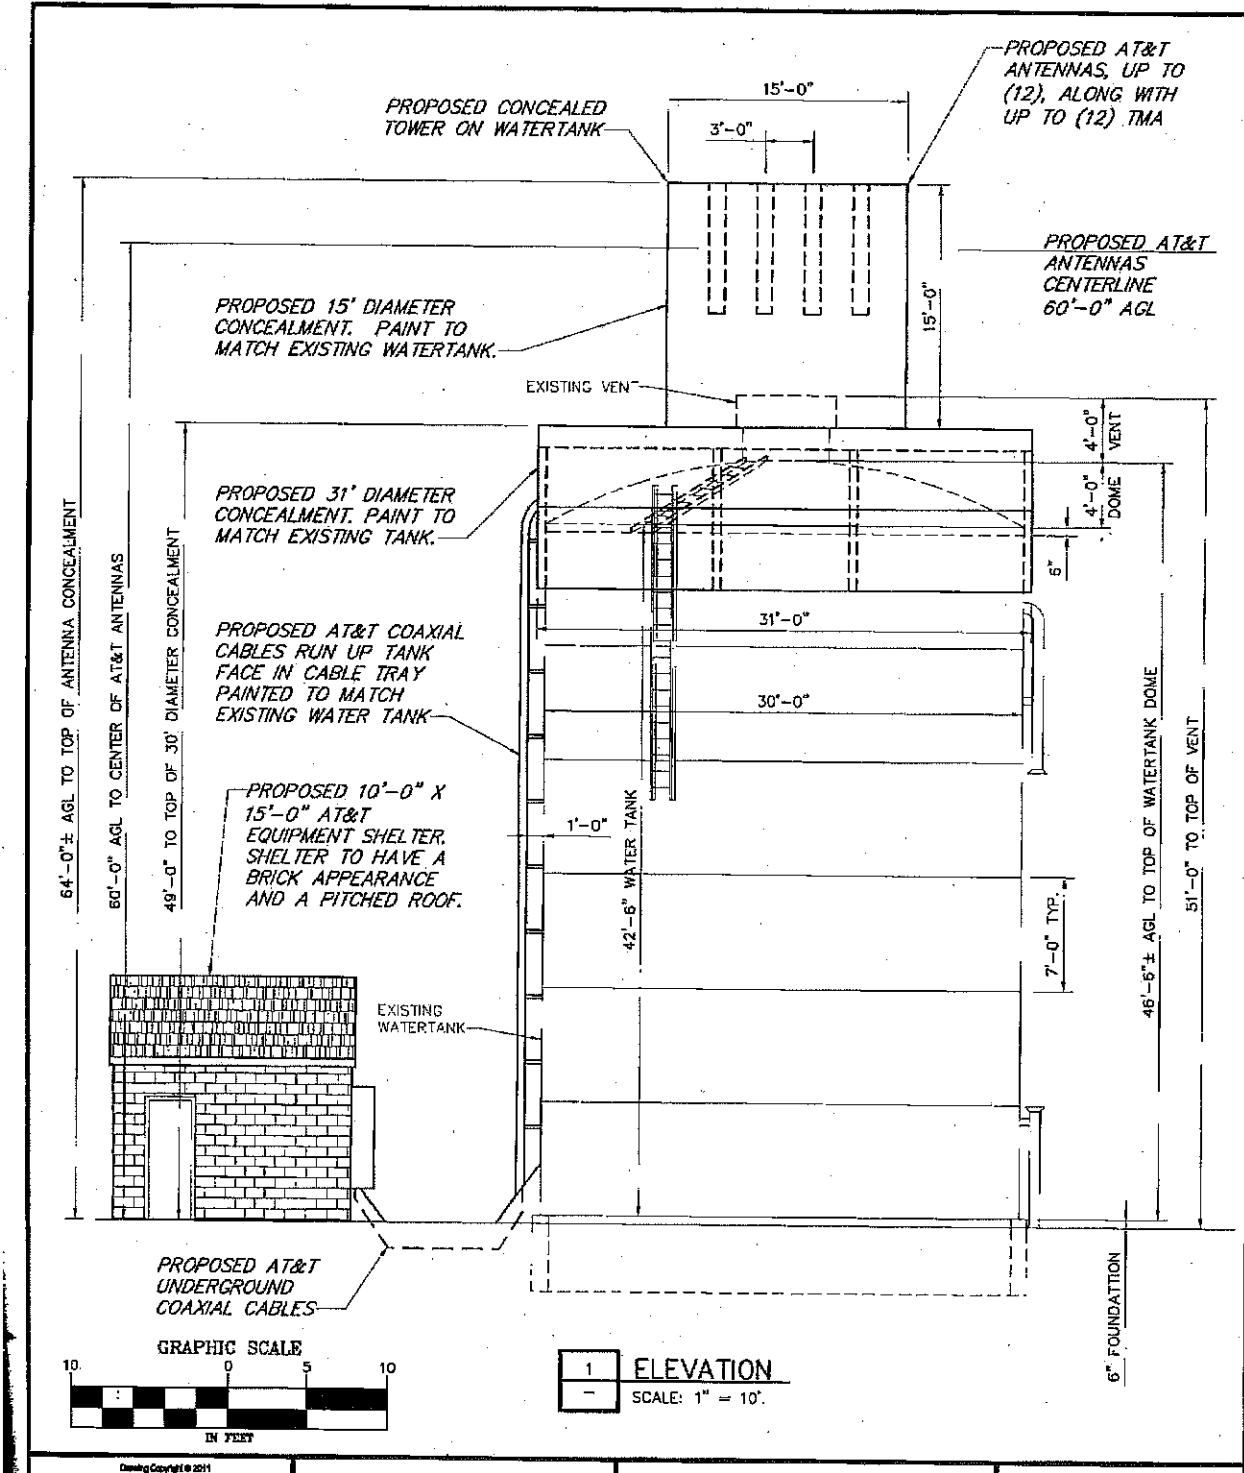 PROPOSED AT&T
ANTENNAS, UP TO
(12), ALONG WITH
UP TO (12) TMA
15'-0"
PROPOSED CONCEALED
TOWER ON WATERTANK
3'-0"
PROPOSED AT&T
ANTENNAS
CENTERLINE
60'-0" AGL
PROPOSED 15' DIAMETER
CONCEALMENT. PAINT TO
MATCH EXISTING WATERTANK.
15'-0"
EXISTING VENT
4'-0"
VENT
4'-0"
DOME
6"
PROPOSED 31' DIAMETER
CONCEALMENT. PAINT TO
MATCH EXISTING TANK.
31'-0"
PROPOSED AT&T COAXIAL
CABLES RUN UP TANK
FACE IN CABLE TRAY
PAINTED TO MATCH
EXISTING WATER TANK
30'-0"
PROPOSED 10'-0" X
15'-0" AT&T
EQUIPMENT SHELTER.
SHELTER TO HAVE A
BRICK APPEARANCE
AND A PITCHED ROOF.
1'-0"
64'-0"± AGL TO TOP OF ANTENNA CONCEALMENT
60'-0" AGL TO CENTER OF AT&T ANTENNAS
49'-0" TO TOP OF 30' DIAMETER CONCEALMENT
42'-6" WATER TANK
7'-0" TYP.
46'-6"± AGL TO TOP OF WATERTANK DOME
51'-0" TO TOP OF VENT
EXISTING
WATERTANK
PROPOSED AT&T
UNDERGROUND
COAXIAL CABLES
6" FOUNDATTION
GRAPHIC SCALE
10 0 5 10
IN FEET
1
ELEVATION
SCALE: 1" = 10'.
Drawing Copyright © 2011